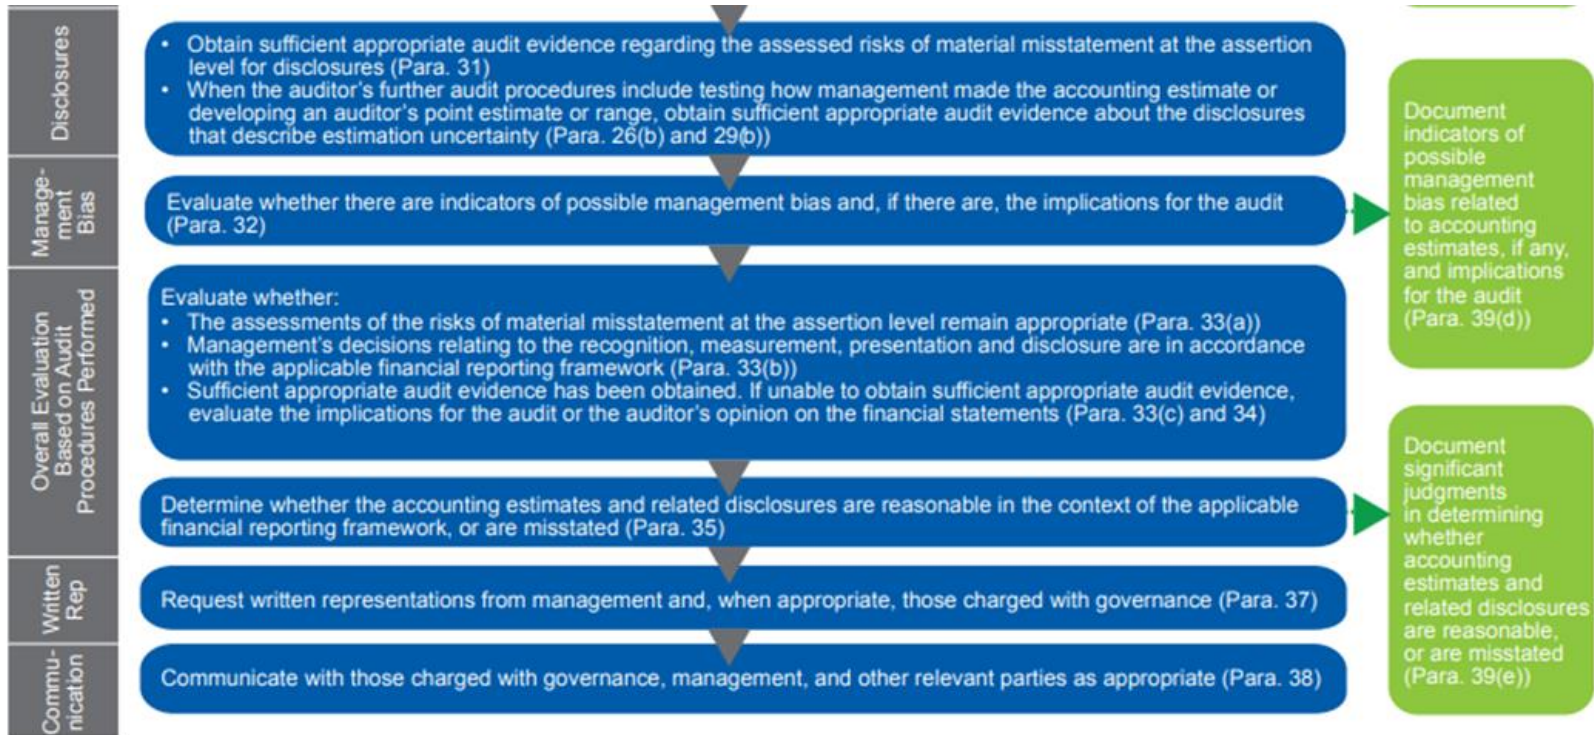 Disclosures
• Obtain sufficient appropriate audit evidence regarding the assessed risks of material misstatement at the assertion
level for disclosures (Para. 31)
• When the auditor's further audit procedures include testing how management made the accounting estimate or
developing an auditor's point estimate or range, obtain sufficient appropriate audit evidence about the disclosures
that describe estimation uncertainty (Para. 26(b) and 29(b))
Manage-
ment
Bias
Evaluate whether there are indicators of possible management bias and, if there are, the implications for the audit
(Para. 32)
Document
indicators of
possible
management
bias related
to accounting
estimates, if any,
and implications
for the audit
(Para. 39(d))
Overall Evaluation
Based on Audit
Procedures Performed
Evaluate whether:
• The assessments of the risks of material misstatement at the assertion level remain appropriate (Para. 33(a))
• Management's decisions relating to the recognition, measurement, presentation and disclosure are in accordance
with the applicable financial reporting framework (Para. 33(b))
• Sufficient appropriate audit evidence has been obtained. If unable to obtain sufficient appropriate audit evidence,
evaluate the implications for the audit or the auditor's opinion on the financial statements (Para. 33(c) and 34)
Determine whether the accounting estimates and related disclosures are reasonable in the context of the applicable
financial reporting framework, or are misstated (Para. 35)
Document
significant
judgments
in determining
whether
accounting
estimates and
related disclosures
are reasonable,
or are misstated
(Para. 39(e))
Written
Rep
Request written representations from management and, when appropriate, those charged with governance (Para. 37)
Commu-
nication
Communicate with those charged with governance, management, and other relevant parties as appropriate (Para. 38)